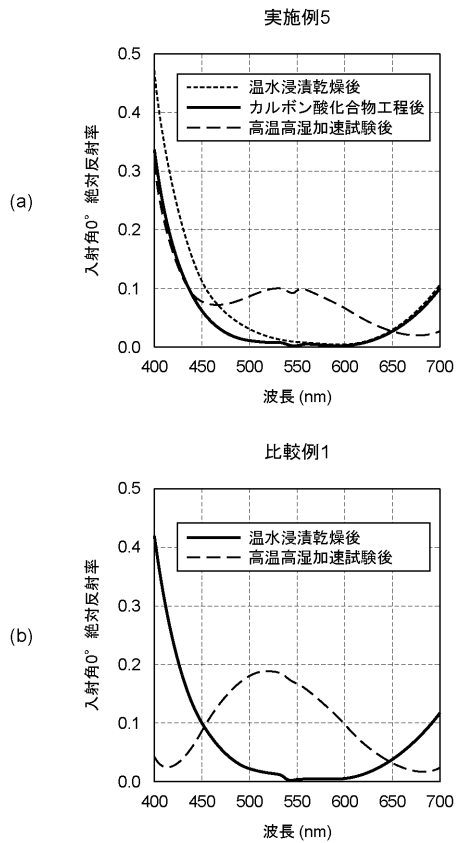 実施例5
(a)
入射角0° 絶対反射率
0.5
0.4
0.3
0.2
0.1
0.0
温水浸漬乾燥後
カルボン酸化合物工程後
高温高湿加速試験後
400 450 500 550 600 650 700
波長 (nm)
比較例1
(b)
入射角0° 絶対反射率
0.5
0.4
0.3
0.2
0.1
0.0
温水浸漬乾燥後
高温高湿加速試験後
400 450 500 550 600 650 700
波長 (nm)